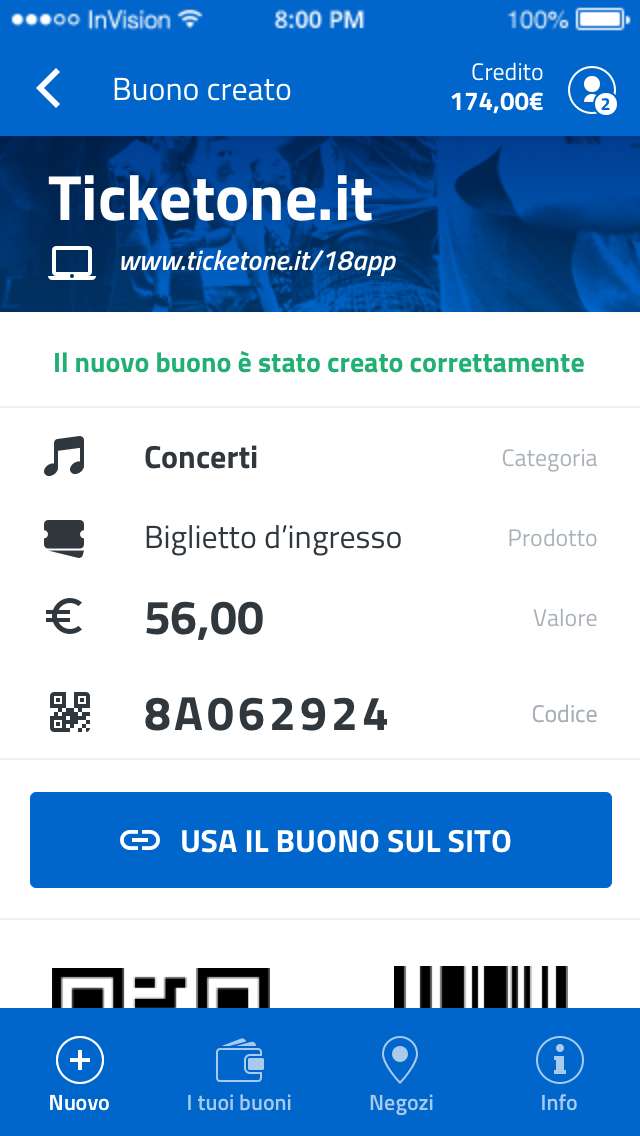 InVision 8:00 PM 100%
Buono creato
Credito
174,00€
2
Ticketone.it
www.ticketone.it/18app
Il nuovo buono è stato creato correttamente
Concerti Categoria
Biglietto d’ingresso Prodotto
€ 56,00 Valore
8A062924 Codice
USA IL BUONO SUL SITO
Nuovo I tuoi buoni Negozi Info